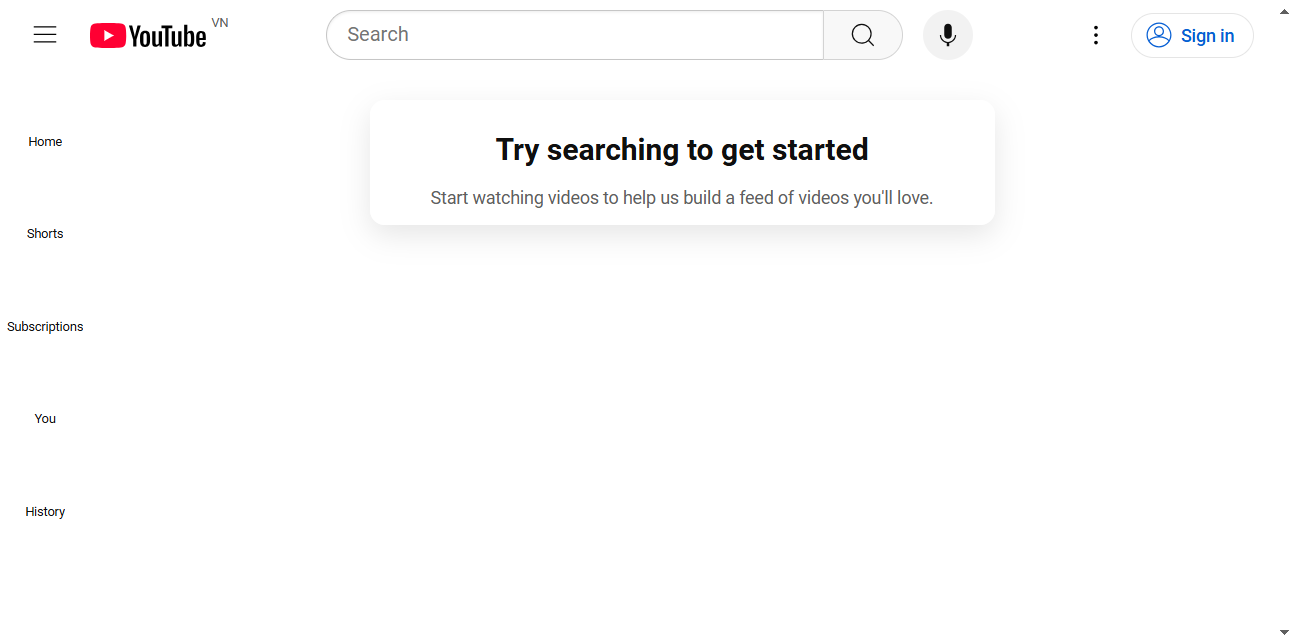 YouTube VN
Search
Sign in
Try searching to get started
Start watching videos to help us build a feed of videos you'll love.
Home
Shorts
Subscriptions
You
History